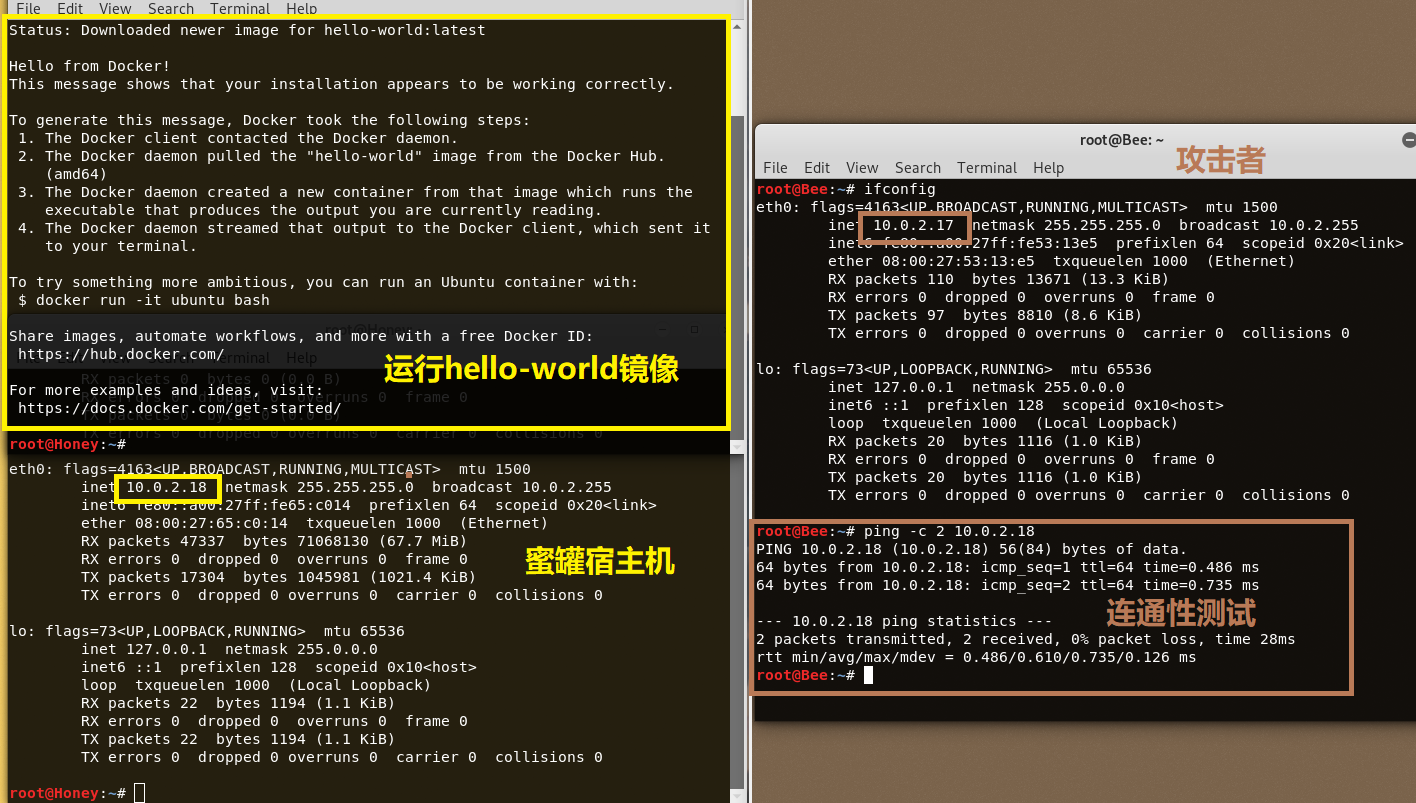 File Edit View Search Terminal Help
Status: Downloaded newer image for hello-world:latest
Hello from Docker!
This message shows that your installation appears to be working correctly.
To generate this message, Docker took the following steps:
1. The Docker client contacted the Docker daemon.
2. The Docker daemon pulled the "hello-world" image from the Docker Hub.
(amd64)
3. The Docker daemon created a new container from that image which runs the
executable that produces the output you are currently reading.
4. The Docker daemon streamed that output to the Docker client, which sent it
to your terminal.
To try something more ambitious, you can run an Ubuntu container with:
$ docker run -it ubuntu bash
Share images, automate workflows, and more with a free Docker ID:
https://hub.docker.com/
运行hello-world镜像
For more examples and ideas, visit:
https://docs.docker.com/get-started/
root@Honey:~#
eth0: flags=4163<UP,BROADCAST,RUNNING,MULTICAST> mtu 1500
inet 10.0.2.18 netmask 255.255.255.0 broadcast 10.0.2.255
inet6 fe80::a00:27ff:fe65:c014 prefixlen 64 scopeid 0x20<link>
ether 08:00:27:65:c0:14 txqueuelen 1000 (Ethernet)
RX packets 47337 bytes 71068130 (67.7 MiB)
RX errors 0 dropped 0 overruns 0 frame 0
TX packets 17304 bytes 1045981 (1021.4 KiB)
TX errors 0 dropped 0 overruns 0 carrier 0 collisions 0
蜜罐宿主机
lo: flags=73<UP,LOOPBACK,RUNNING> mtu 65536
inet 127.0.0.1 netmask 255.0.0.0
inet6 ::1 prefixlen 128 scopeid 0x10<host>
loop txqueuelen 1000 (Local Loopback)
RX packets 22 bytes 1194 (1.1 KiB)
RX errors 0 dropped 0 overruns 0 frame 0
TX packets 22 bytes 1194 (1.1 KiB)
TX errors 0 dropped 0 overruns 0 carrier 0 collisions 0
root@Honey:~#
root@Bee: ~
攻击者
File Edit View Search Terminal Help
root@Bee:~# ifconfig
eth0: flags=4163<UP,BROADCAST,RUNNING,MULTICAST> mtu 1500
inet 10.0.2.17 netmask 255.255.255.0 broadcast 10.0.2.255
inet6 fe80::a00:27ff:fe53:13e5 prefixlen 64 scopeid 0x20<link>
ether 08:00:27:53:13:e5 txqueuelen 1000 (Ethernet)
RX packets 110 bytes 13671 (13.3 KiB)
RX errors 0 dropped 0 overruns 0 frame 0
TX packets 97 bytes 8810 (8.6 KiB)
TX errors 0 dropped 0 overruns 0 carrier 0 collisions 0
lo: flags=73<UP,LOOPBACK,RUNNING> mtu 65536
inet 127.0.0.1 netmask 255.0.0.0
inet6 ::1 prefixlen 128 scopeid 0x10<host>
loop txqueuelen 1000 (Local Loopback)
RX packets 20 bytes 1116 (1.0 KiB)
RX errors 0 dropped 0 overruns 0 frame 0
TX packets 20 bytes 1116 (1.0 KiB)
TX errors 0 dropped 0 overruns 0 carrier 0 collisions 0
root@Bee:~# ping -c 2 10.0.2.18
PING 10.0.2.18 (10.0.2.18) 56(84) bytes of data.
64 bytes from 10.0.2.18: icmp_seq=1 ttl=64 time=0.486 ms
64 bytes from 10.0.2.18: icmp_seq=2 ttl=64 time=0.735 ms
连通性测试
--- 10.0.2.18 ping statistics ---
2 packets transmitted, 2 received, 0% packet loss, time 28ms
rtt min/avg/max/mdev = 0.486/0.610/0.735/0.126 ms
root@Bee:~#